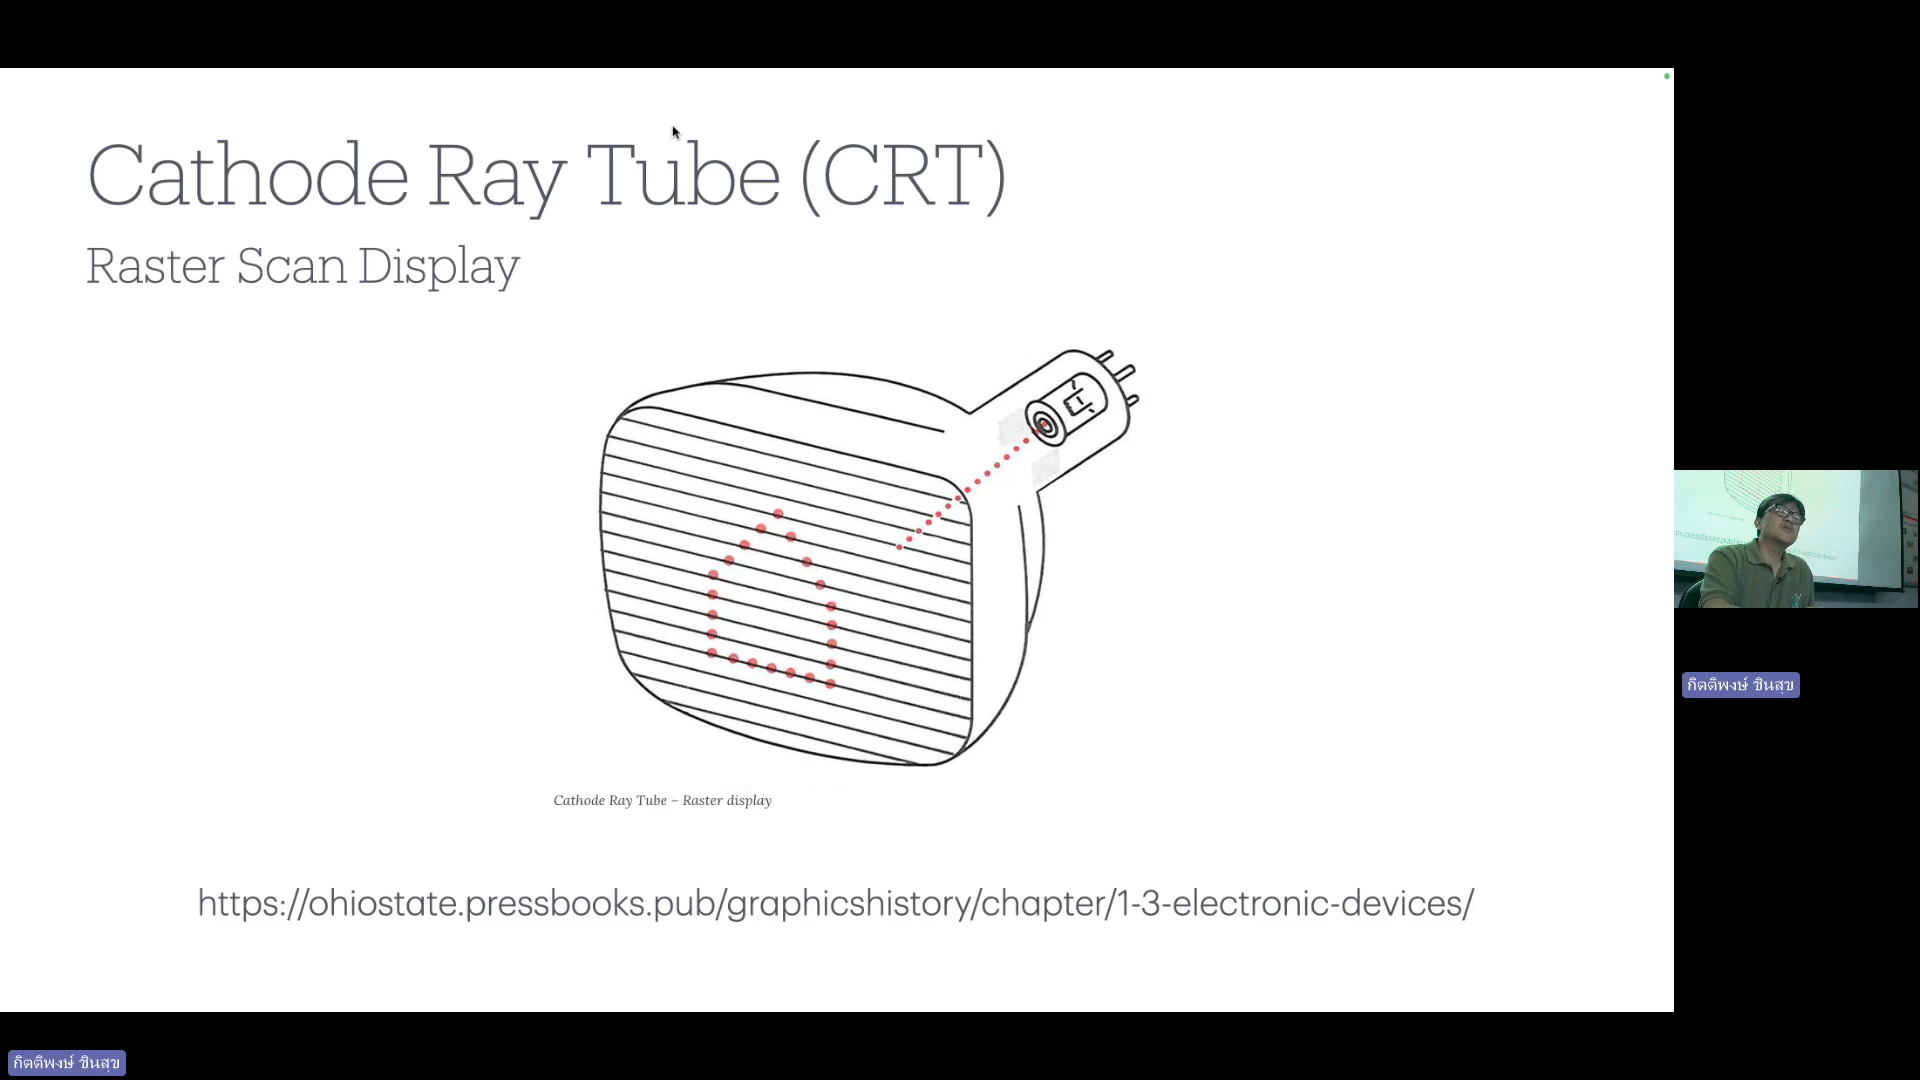 Cathode Ray Tube (CRT)
Raster Scan Display
Cathode Ray Tube – Raster display
https://ohiostate.pressbooks.pub/graphicshistory/chapter/1-3-electronic-devices/
กิตติพงษ์ ชินสุข
กิตติพงษ์ ชินสุข